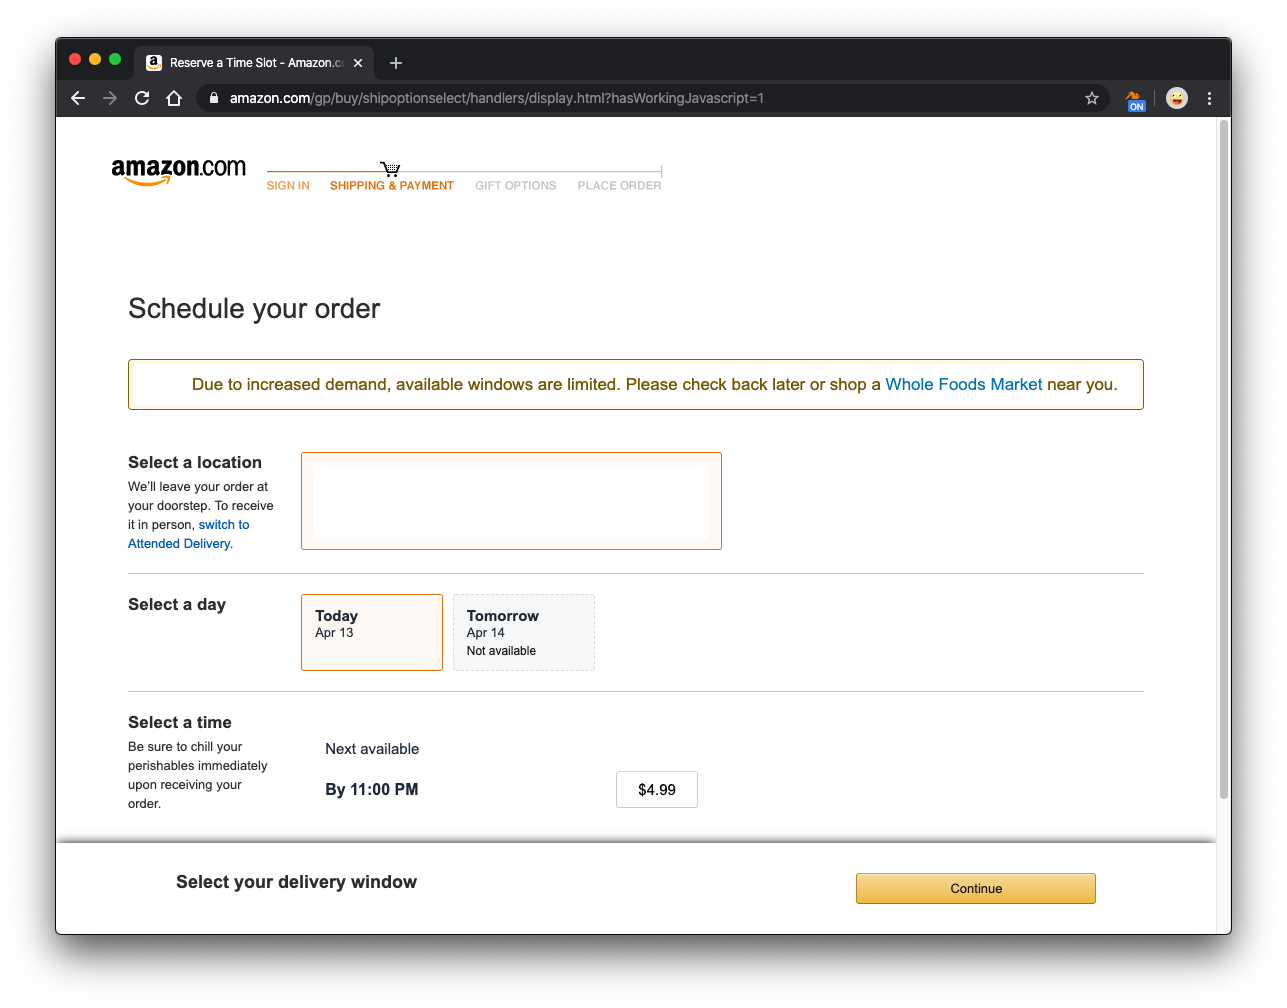 Reserve a Time Slot - Amazon.co
amazon.com/gp/buy/shipoptionselect/handlers/display.html?hasWorkingJavascript=1
ON
amazon.com
SIGN IN SHIPPING & PAYMENT GIFT OPTIONS PLACE ORDER
Schedule your order
Due to increased demand, available windows are limited. Please check back later or shop a Whole Foods Market near you.
Select a location
We'll leave your order at
your doorstep. To receive
it in person, switch to
Attended Delivery.
Select a day
Today
Apr 13
Tomorrow
Apr 14
Not available
Select a time
Be sure to chill your
perishables immediately
upon receiving your
order.
Next available
By 11:00 PM
$4.99
Select your delivery window
Continue